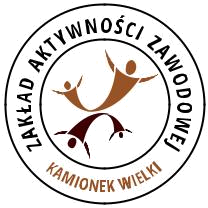 ZAKŁAD AKTYWNOŚCI ZAWODOWEJ
KAMIONEK WIELKI